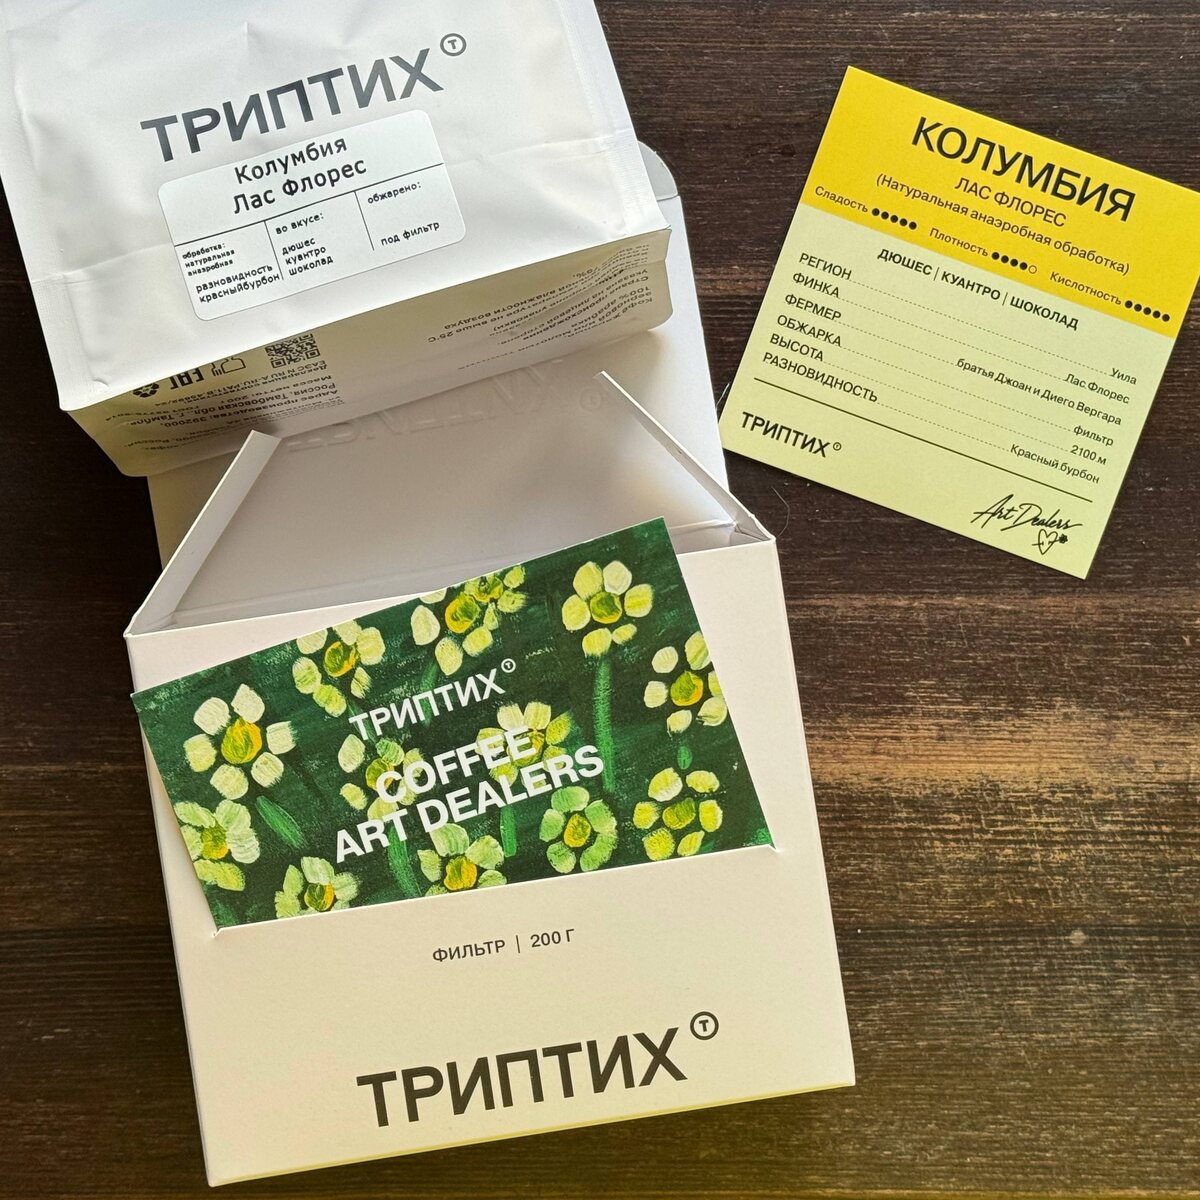 ТРИПТИХ Т
Колумбия
Лас Флорес
обработка:
натуральная
анаэробная
разновидность
красныйбурбон
во вкусе:
дюшес
куантро
шоколад
обжарено:
под фильтр
КОЛУМБИЯ
ЛАС ФЛОРЕС
(Натуральная анаэробная обработка)
Сладость ●●●●● Плотность ●●●●○ Кислотность ●●●●●
ДЮШЕС | КУАНТРО | ШОКОЛАД
РЕГИОН Уила
ФИНКА Лас Флорес
ФЕРМЕР братья Джоан и Диего Вергара
ОБЖАРКА фильтр
ВЫСОТА 2100 м
РАЗНОВИДНОСТЬ Красный бурбон
ТРИПТИХ Т
Art Dealers
EAC
ТРИПТИХ Т
COFFEE
ART DEALERS
ФИЛЬТР | 200 Г
ТРИПТИХ Т